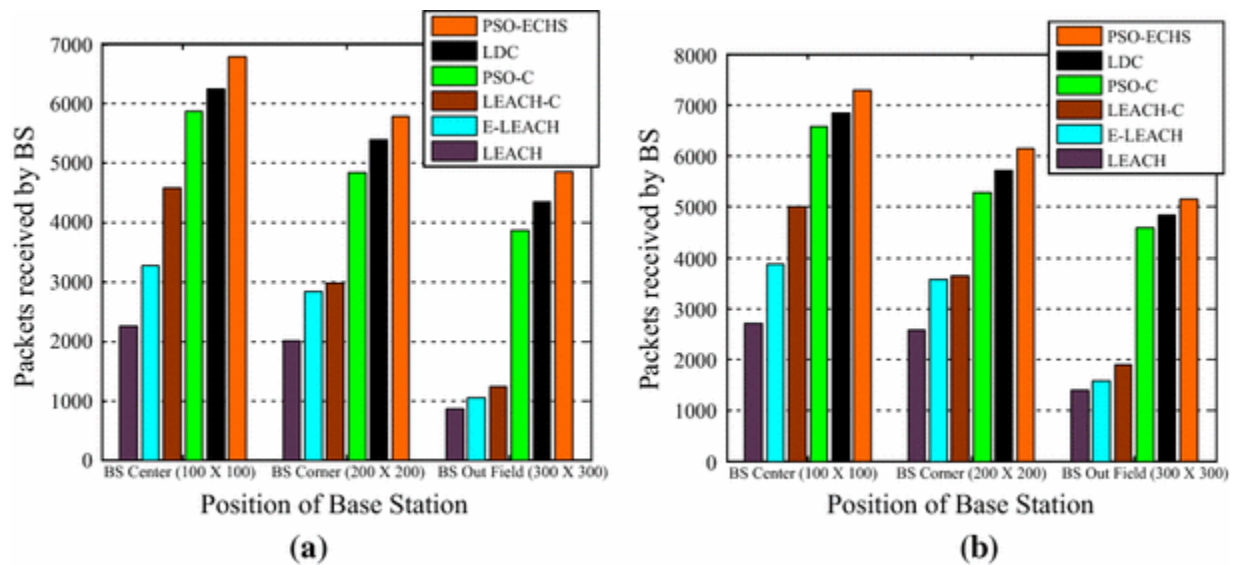 7000
6000
5000
4000
3000
2000
1000
0
Packets received by BS
PSO-ECHS
LDC
PSO-C
LEACH-C
E-LEACH
LEACH
BS Center (100 X 100) BS Corner (200 X 200) BS Out Field (300 X 300)
Position of Base Station
(a)
8000
7000
6000
5000
4000
3000
2000
1000
0
Packets received by BS
PSO-ECHS
LDC
PSO-C
LEACH-C
E-LEACH
LEACH
BS Center (100 X 100) BS Corner (200 X 200) BS Out Field (300 X 300)
Position of Base Station
(b)